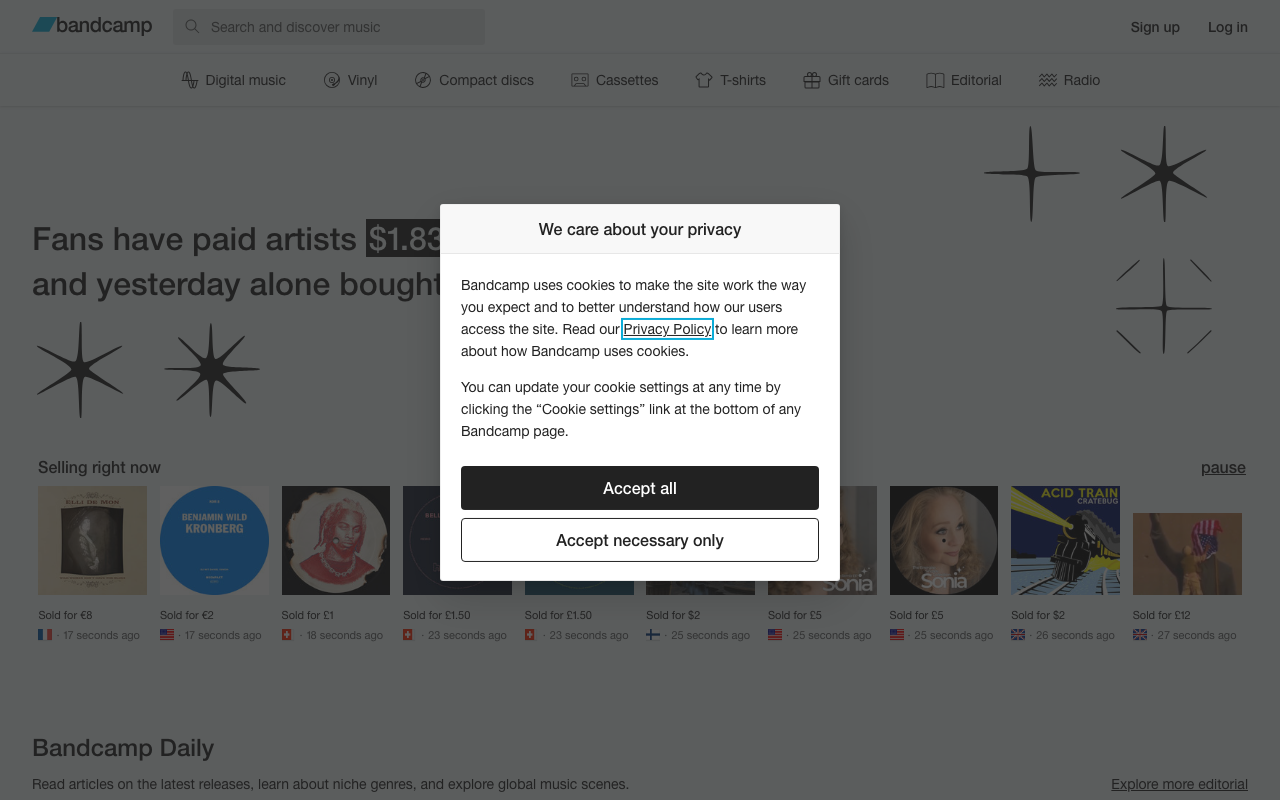 bandcamp
Search and discover music
Sign up
Log in
Digital music
Vinyl
Compact discs
Cassettes
T-shirts
Gift cards
Editorial
Radio
Fans have paid artists $1.83
and yesterday alone bought
We care about your privacy
Bandcamp uses cookies to make the site work the way
you expect and to better understand how our users
access the site. Read our Privacy Policy to learn more
about how Bandcamp uses cookies.
You can update your cookie settings at any time by
clicking the “Cookie settings” link at the bottom of any
Bandcamp page.
Accept all
Accept necessary only
Selling right now
pause
ELLI DE MON
BENJAMIN WILD
KRONBERG
Sonia
Sonia
ACID TRAIN
CRATEBUG
Sold for €8
Sold for €2
Sold for £1
Sold for £1.50
Sold for £1.50
Sold for $2
Sold for £5
Sold for £5
Sold for $2
Sold for £12
· 17 seconds ago
· 17 seconds ago
· 18 seconds ago
· 23 seconds ago
· 23 seconds ago
· 25 seconds ago
· 25 seconds ago
· 25 seconds ago
· 26 seconds ago
· 27 seconds ago
Bandcamp Daily
Read articles on the latest releases, learn about niche genres, and explore global music scenes.
Explore more editorial